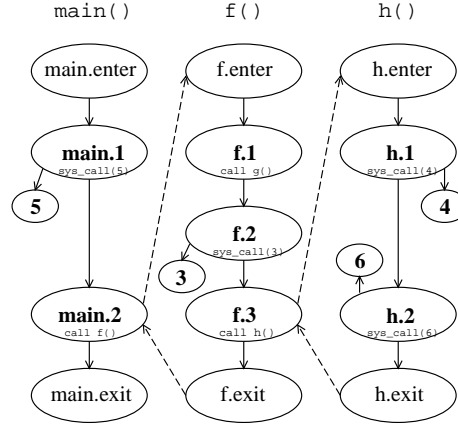 main() f() h()
main.enter f.enter h.enter
main.1 f.1 h.1
sys_call(5) call g() sys_call(4)
5 f.2 4
sys_call(3)
3 6
main.2 f.3 h.2
call f() call h() sys_call(6)
main.exit f.exit h.exit